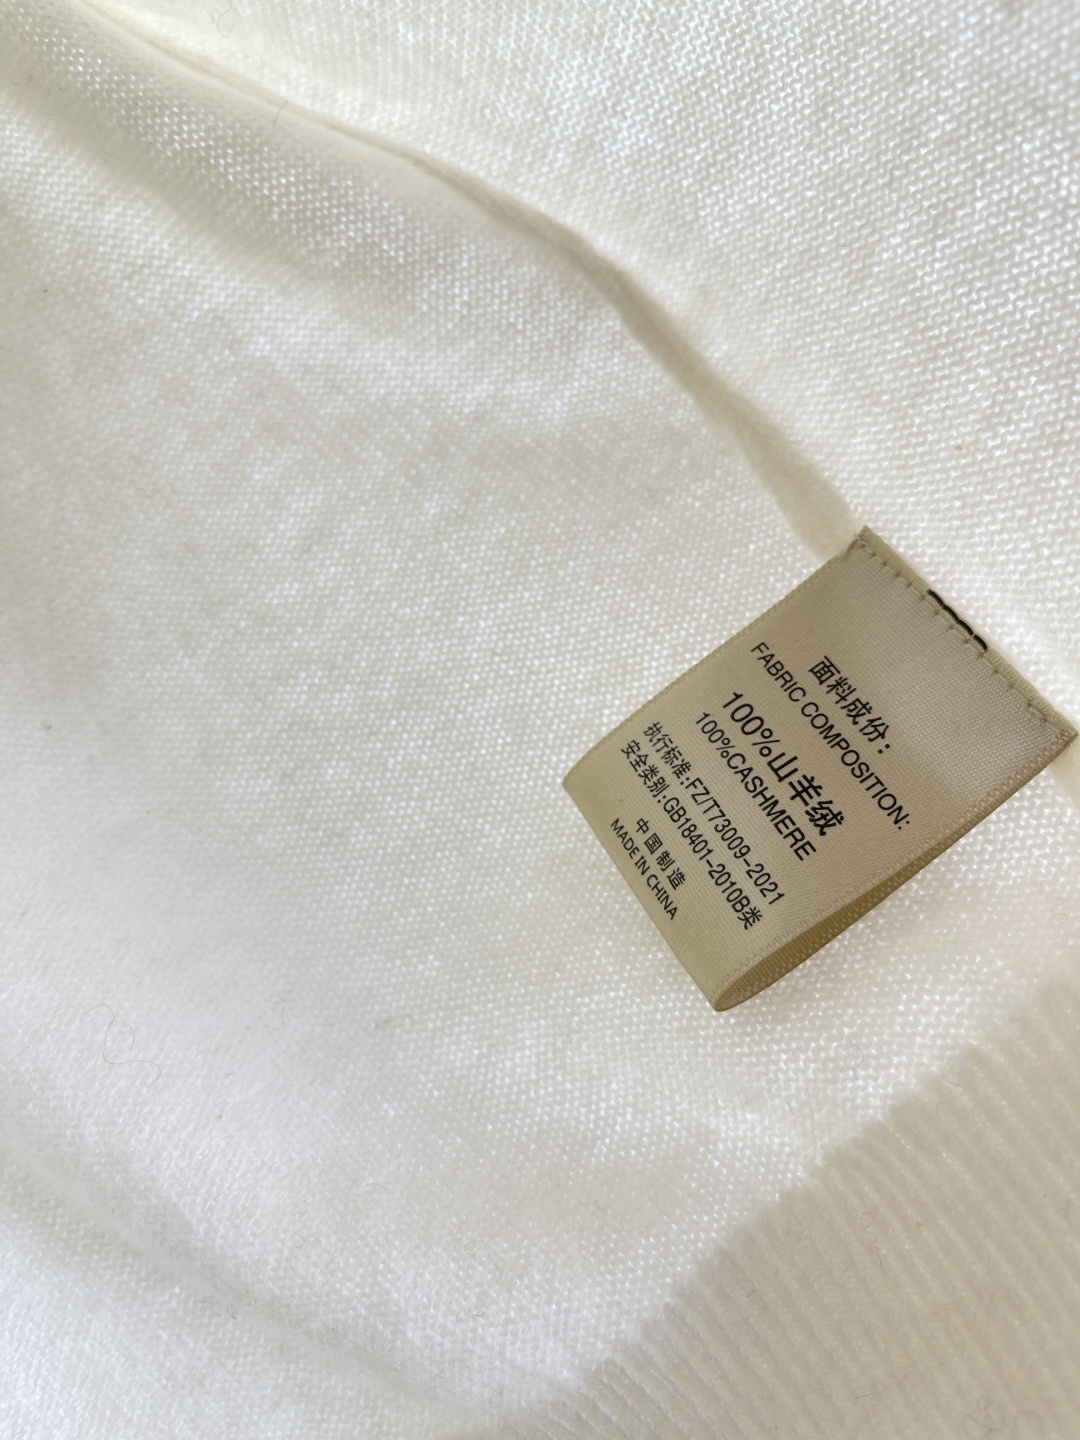 面料成份：
FABRIC COMPOSITION:
100%山羊绒
100%CASHMERE
执行标准:FZ/T73009-2021
安全类别:GB18401-2010B类
中国制造
MADE IN CHINA